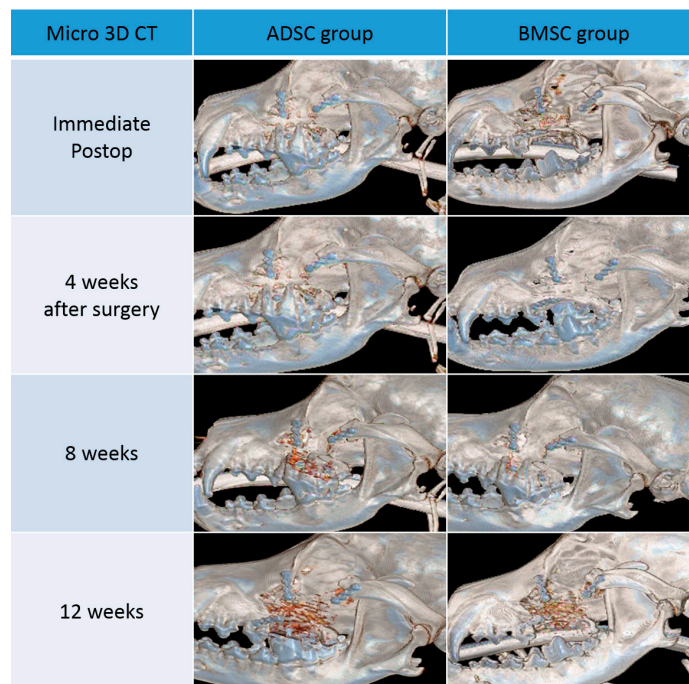 Micro 3D CT
ADSC group
BMSC group
Immediate
Postop
4 weeks
after surgery
8 weeks
12 weeks